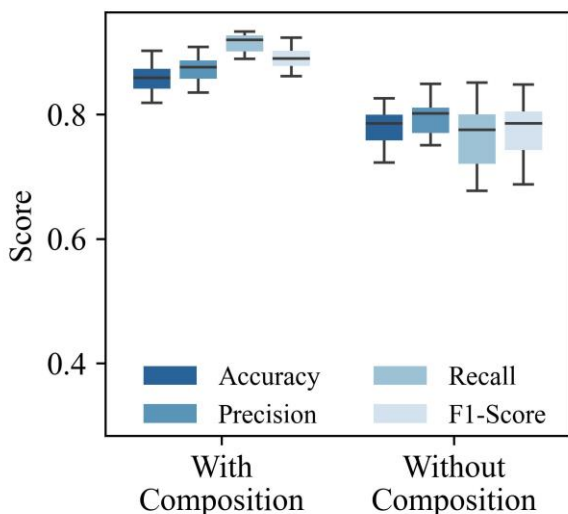 Score
0.8
0.6
0.4
Accuracy
Recall
Precision
F1-Score
With
Composition
Without
Composition